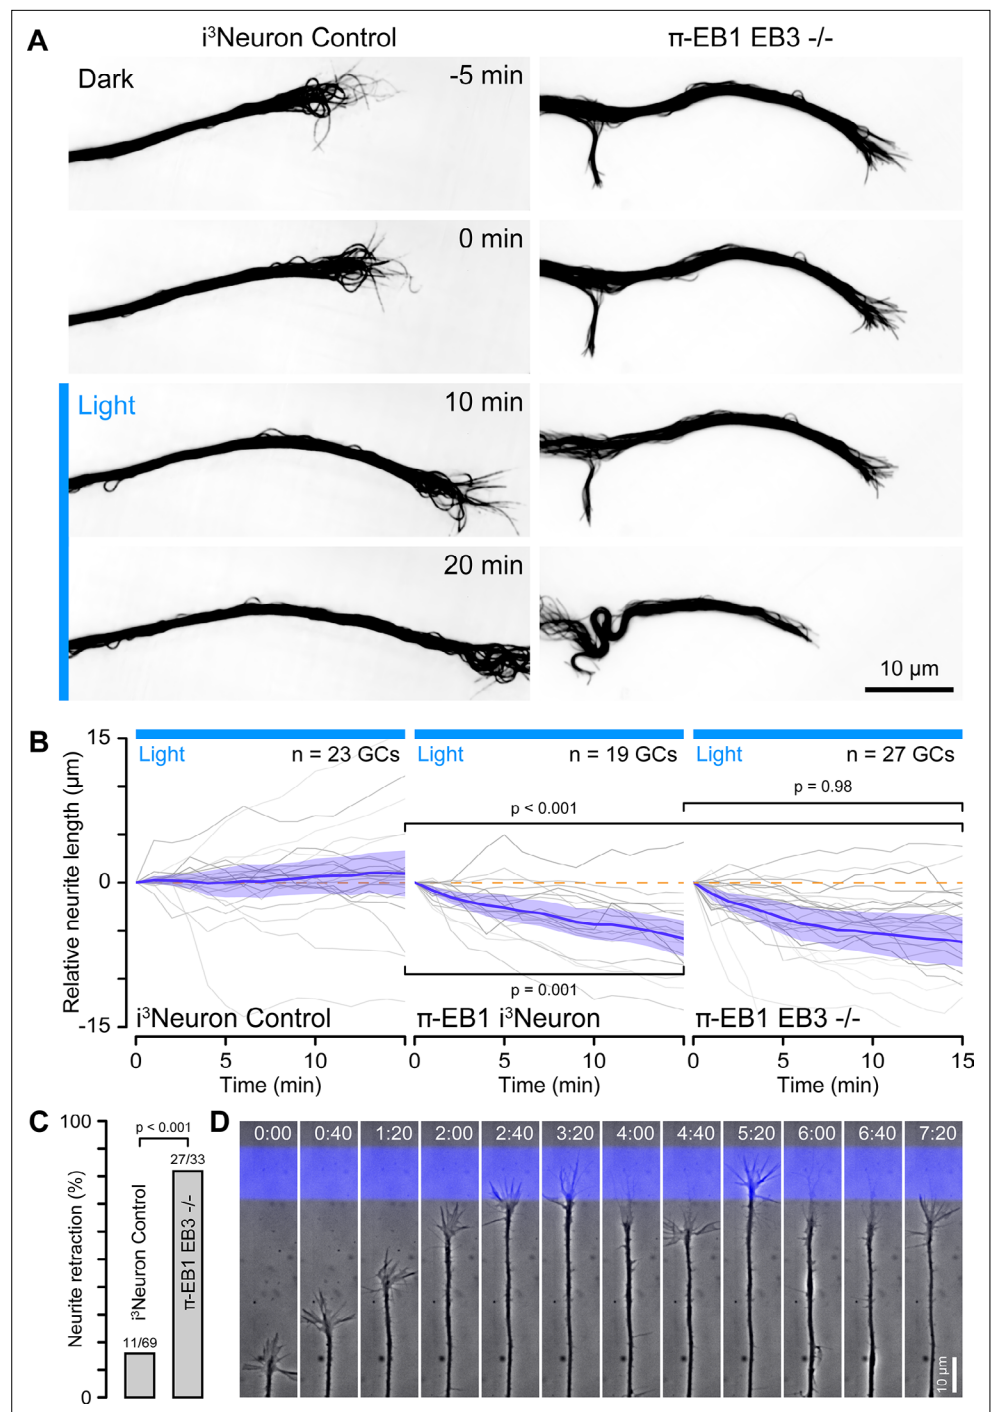 A
i³Neuron Control
π-EB1 EB3 -/-
Dark
-5 min
0 min
Light
10 min
20 min
10 µm
B
Relative neurite length (µm)
15
0
-15
Light
n = 23 GCs
Light
n = 19 GCs
Light
n = 27 GCs
p < 0.001
p = 0.98
p = 0.001
i³Neuron Control
π-EB1 i³Neuron
π-EB1 EB3 -/-
0 5 10 0 5 10 0 5 10 15
Time (min)
Time (min)
Time (min)
C
Neurite retraction (%)
100
0
p < 0.001
27/33
11/69
i³Neuron Control
π-EB1 EB3 -/-
D
0:00 0:40 1:20 2:00 2:40 3:20 4:00 4:40 5:20 6:00 6:40 7:20
10 µm